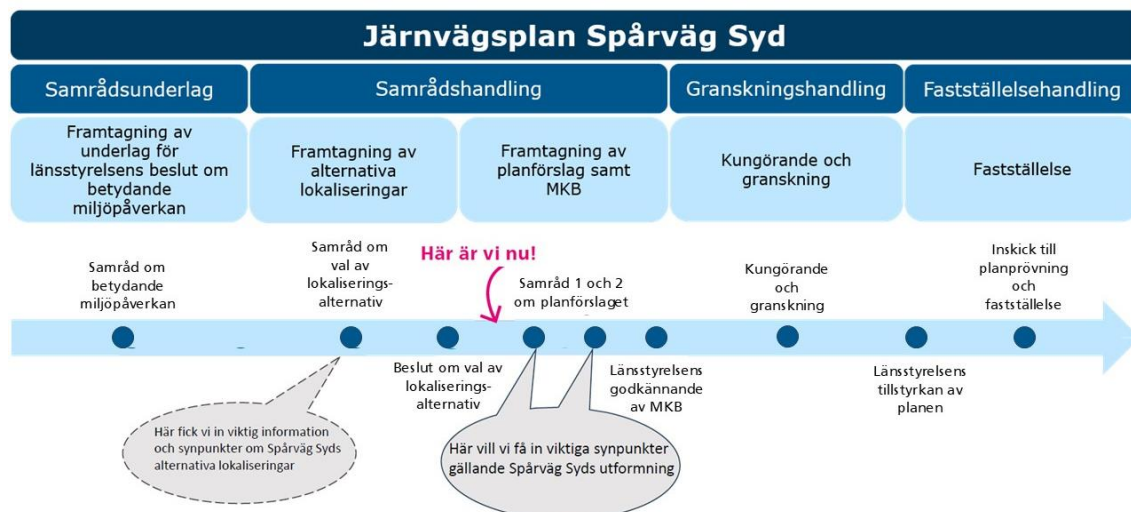 Järnvägsplan Spårväg Syd
Samrådsunderlag
Samrådshandling
Granskningshandling
Fastställelsehandling
Framtagning av
underlag för
länsstyrelsens beslut om
betydande
miljöpåverkan
Framtagning av
alternativa
lokaliseringar
Framtagning av
planförslag samt
MKB
Kungörande och
granskning
Fastställelse
Samråd om
betydande
miljöpåverkan
Samråd om
val av
lokaliserings-
alternativ
Här är vi nu!
Samråd 1 och 2
om planförslaget
Kungörande
och
granskning
Inskick till
planprövning
och
fastställelse
Beslut om val av
lokaliserings-
alternativ
Länsstyrelsens
godkännande
av MKB
Länsstyrelsens
tillstyrkan av
planen
Här fick vi in viktig information
och synpunkter om Spårväg Syds
alternativa lokaliseringar
Här vill vi få in viktiga synpunkter
gällande Spårväg Syds utformning